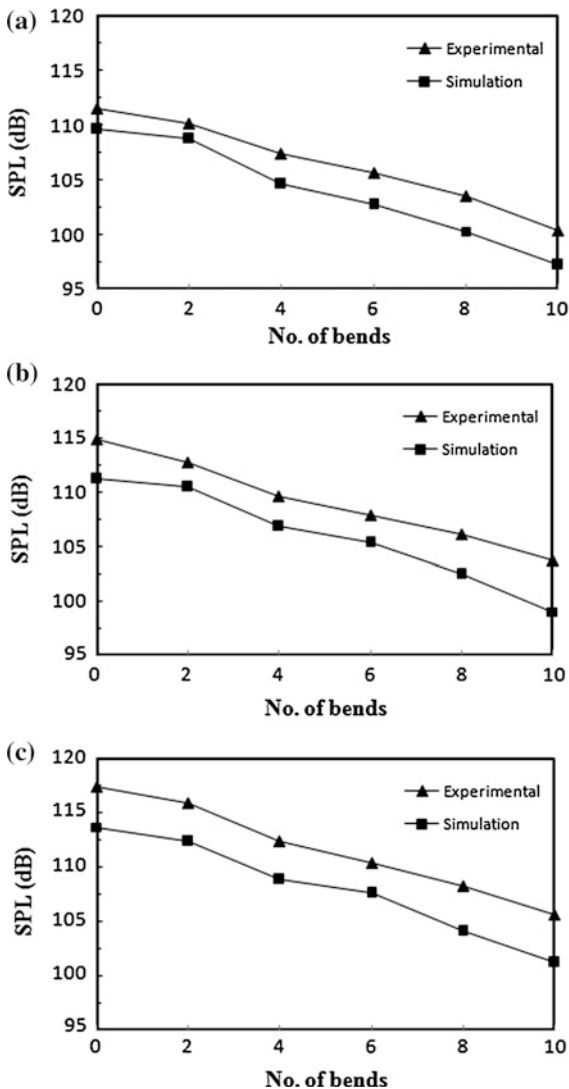 (a)
120
115
110
105
100
95
SPL (dB)
Experimental
Simulation
0 2 4 6 8 10
No. of bends
(b)
120
115
110
105
100
95
SPL (dB)
Experimental
Simulation
0 2 4 6 8 10
No. of bends
(c)
120
115
110
105
100
95
SPL (dB)
Experimental
Simulation
0 2 4 6 8 10
No. of bends